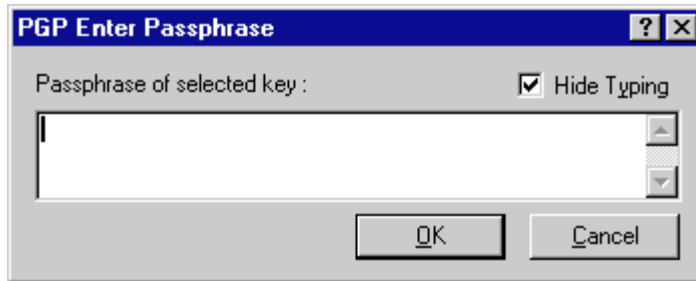 PGP Enter Passphrase
Passphrase of selected key : Hide Typing
OK Cancel